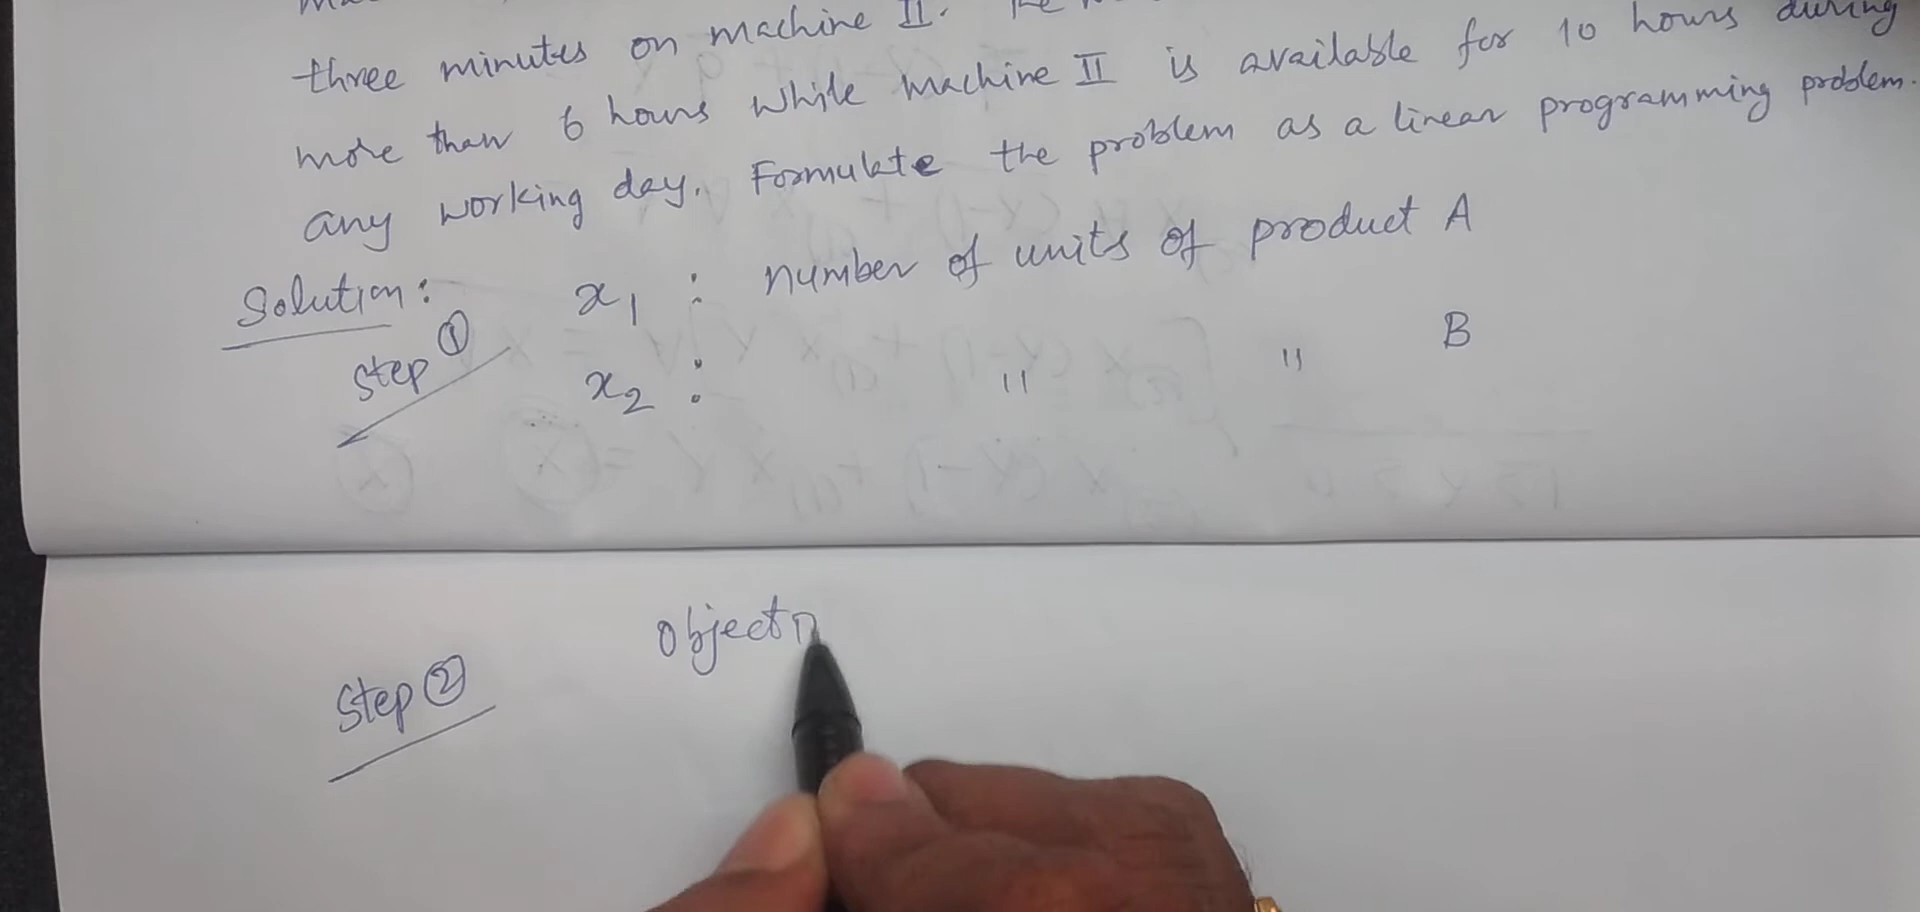 three minutes on machine II. The
more than 6 hours while machine II is available for 10 hours during
any working day. Formulate the problem as a linear programming problem.
Solution:
Step ① x1 : number of units of product A
x2 : " " B
Step ② Objecti